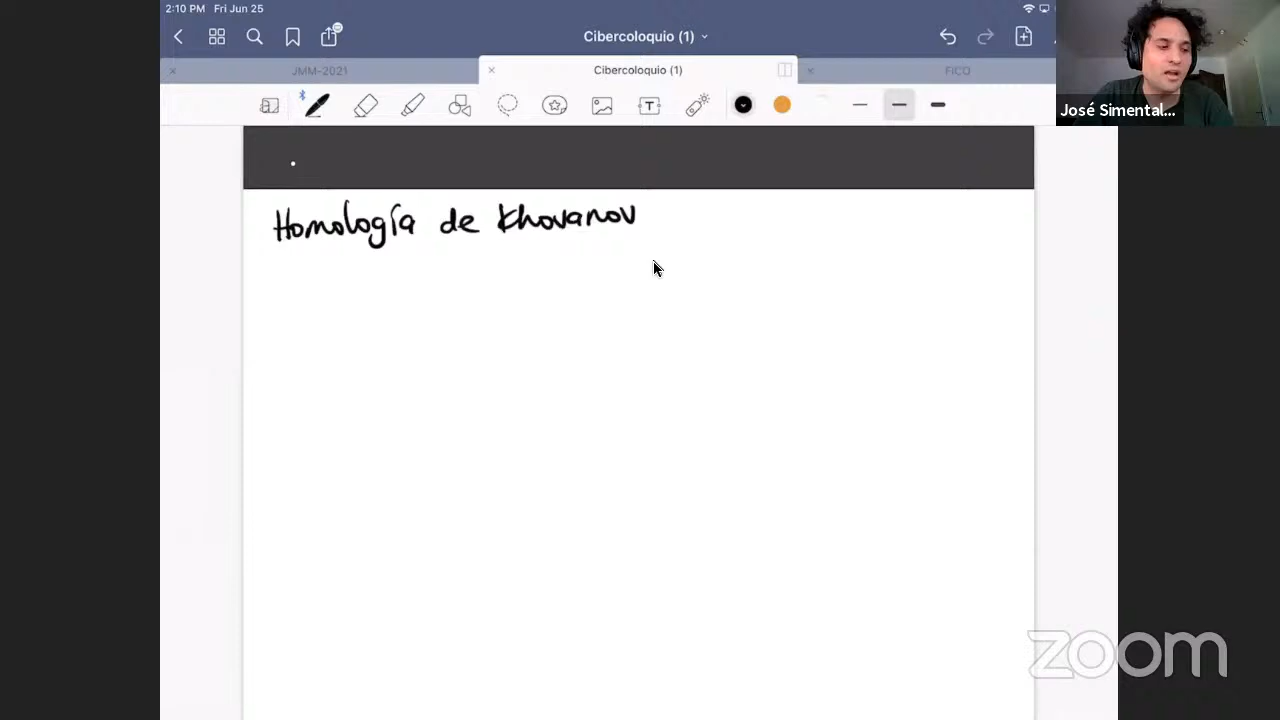 2:10 PM Fri Jun 25
Cibercoloquio (1)
JMM-2021
Cibercoloquio (1)
FICO
T
José Simental...
Homología de Khovanov
zoom